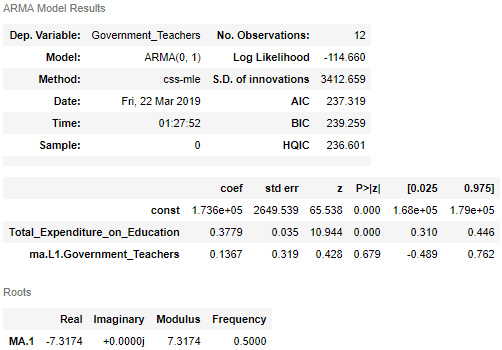 ARMA Model Results
Dep. Variable: Government_Teachers No. Observations: 12
Model: ARMA(0, 1) Log Likelihood -114.660
Method: css-mle S.D. of innovations 3412.659
Date: Fri, 22 Mar 2019 AIC 237.319
Time: 01:27:52 BIC 239.259
Sample: 0 HQIC 236.601
coef std err z P>|z| [0.025 0.975]
const 1.736e+05 2649.539 65.538 0.000 1.68e+05 1.79e+05
Total_Expenditure_on_Education 0.3779 0.035 10.944 0.000 0.310 0.446
ma.L1.Government_Teachers 0.1367 0.319 0.428 0.679 -0.489 0.762
Roots
Real Imaginary Modulus Frequency
MA.1 -7.3174 +0.0000j 7.3174 0.5000